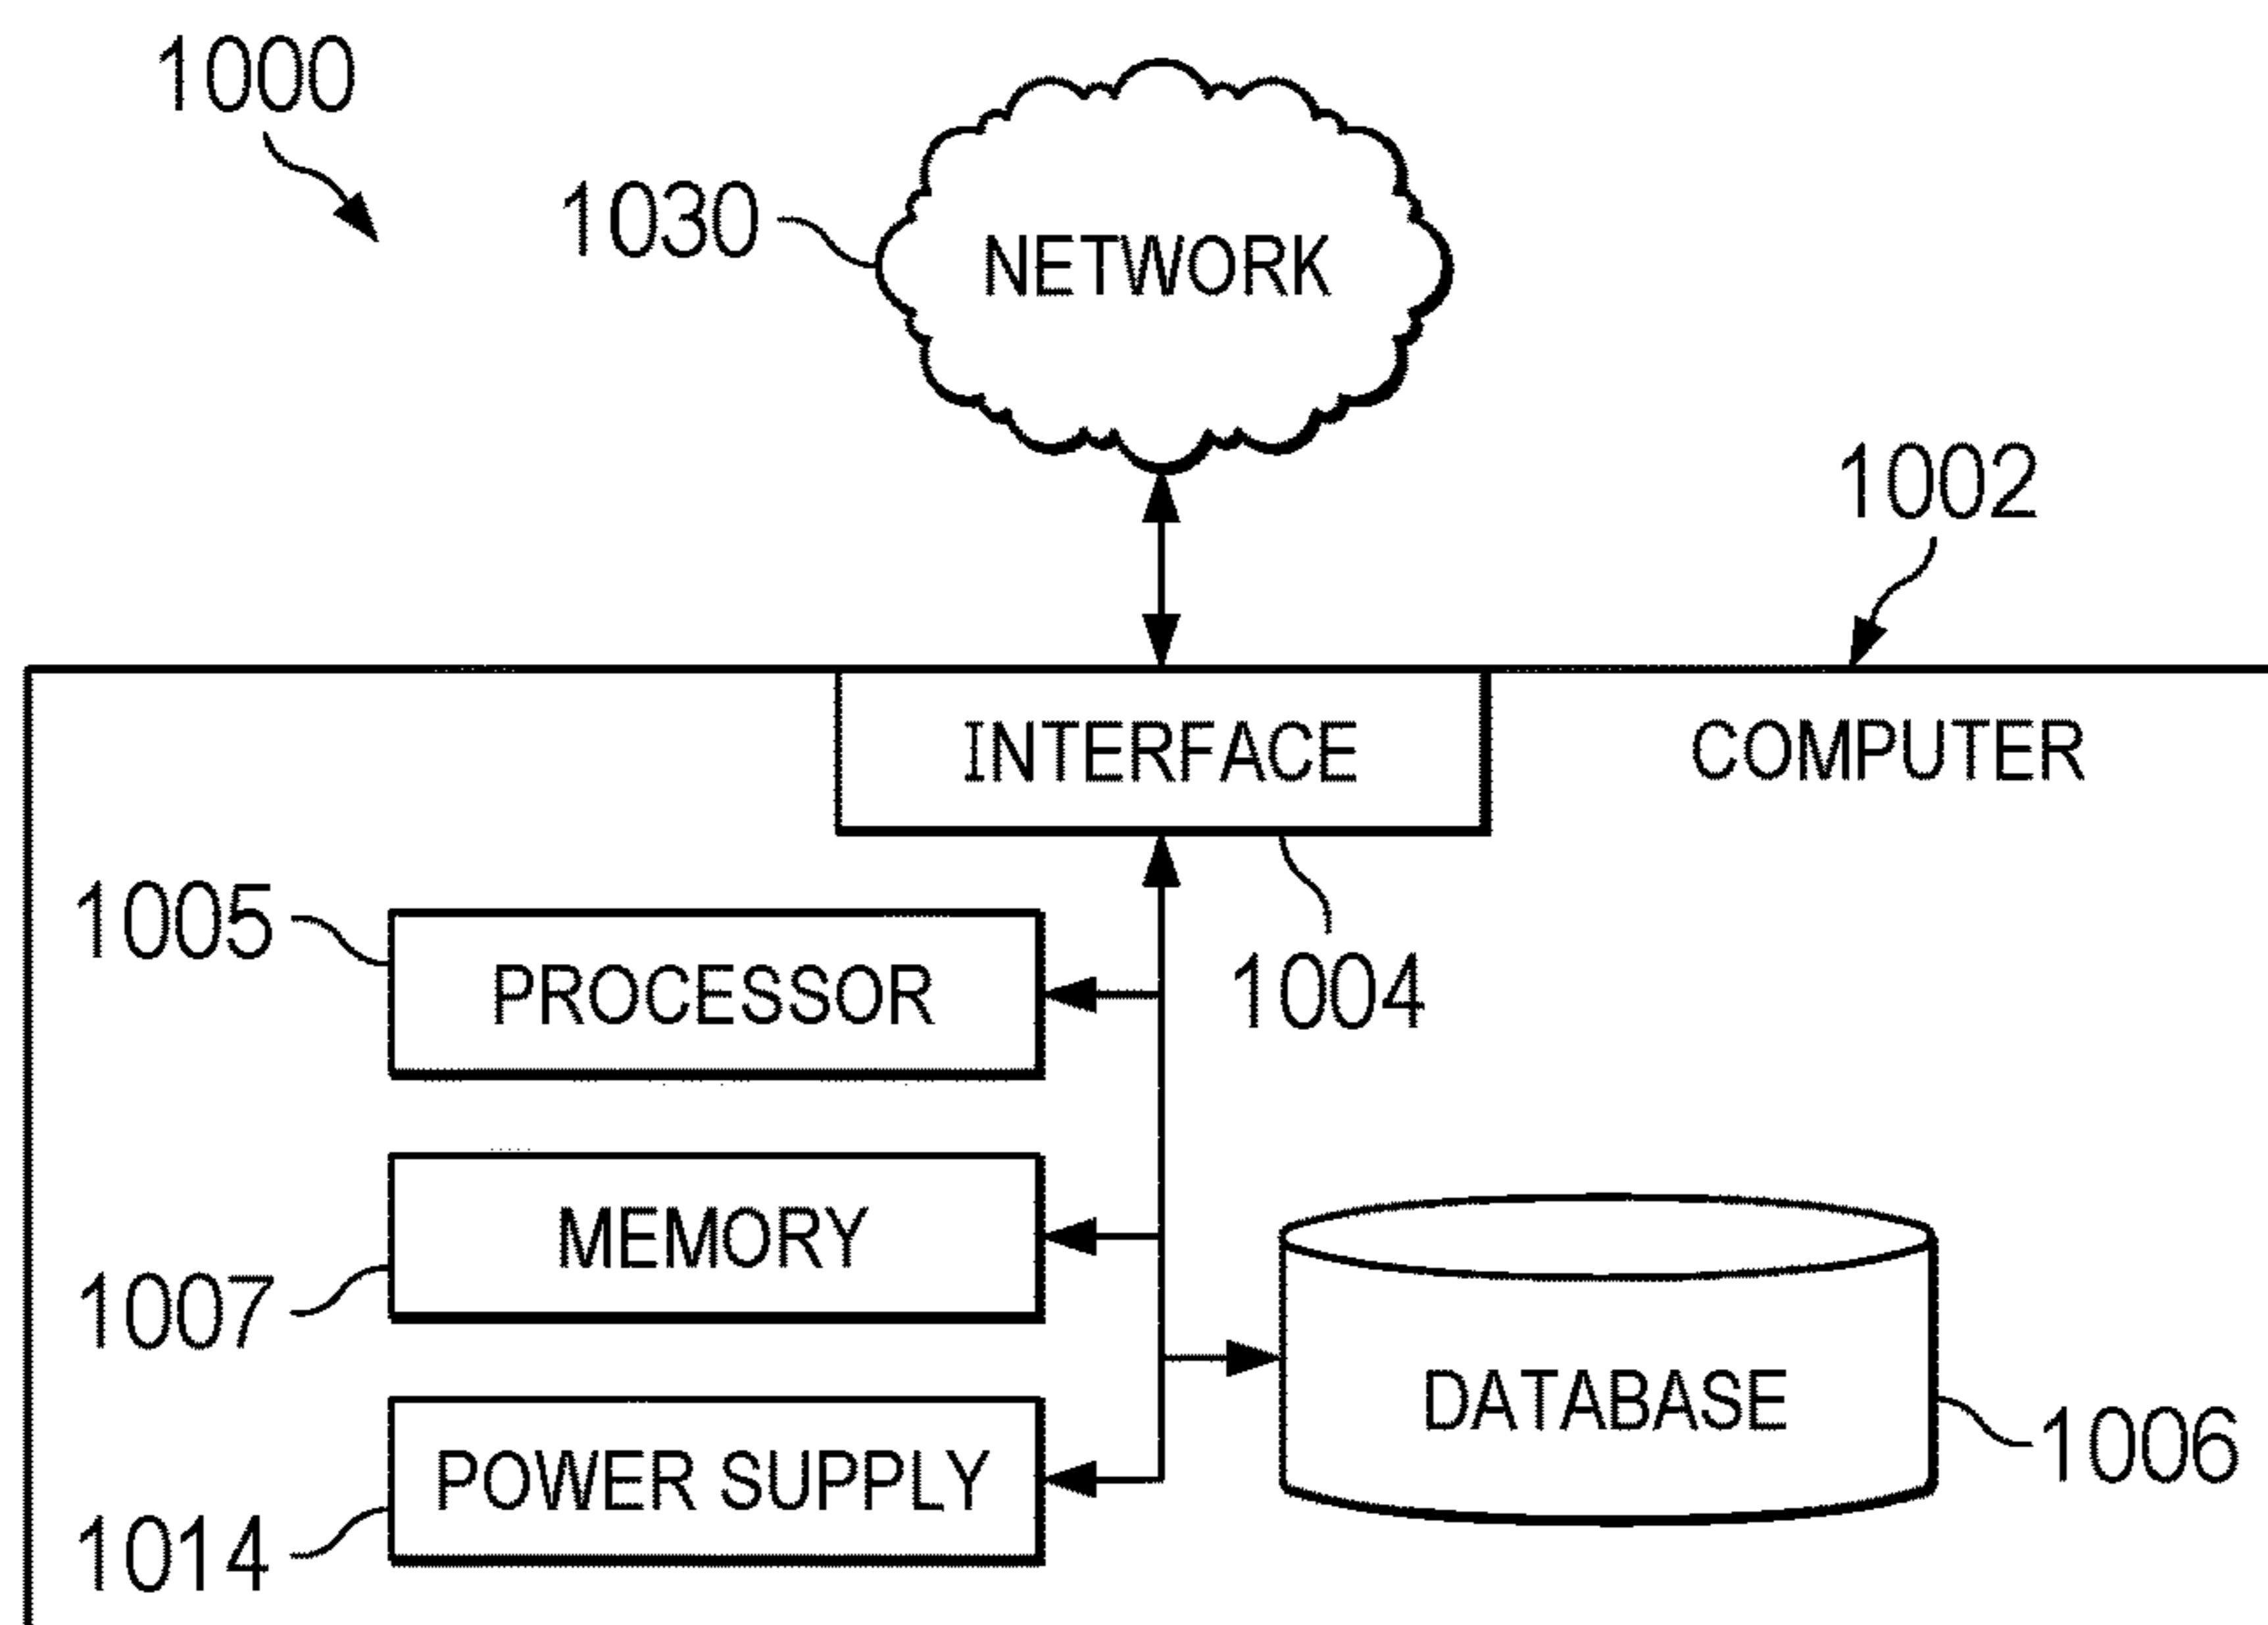 1000
1030
NETWORK
1002
INTERFACE
COMPUTER
1005
PROCESSOR
1004
MEMORY
1007
DATABASE
1006
POWER SUPPLY
1014